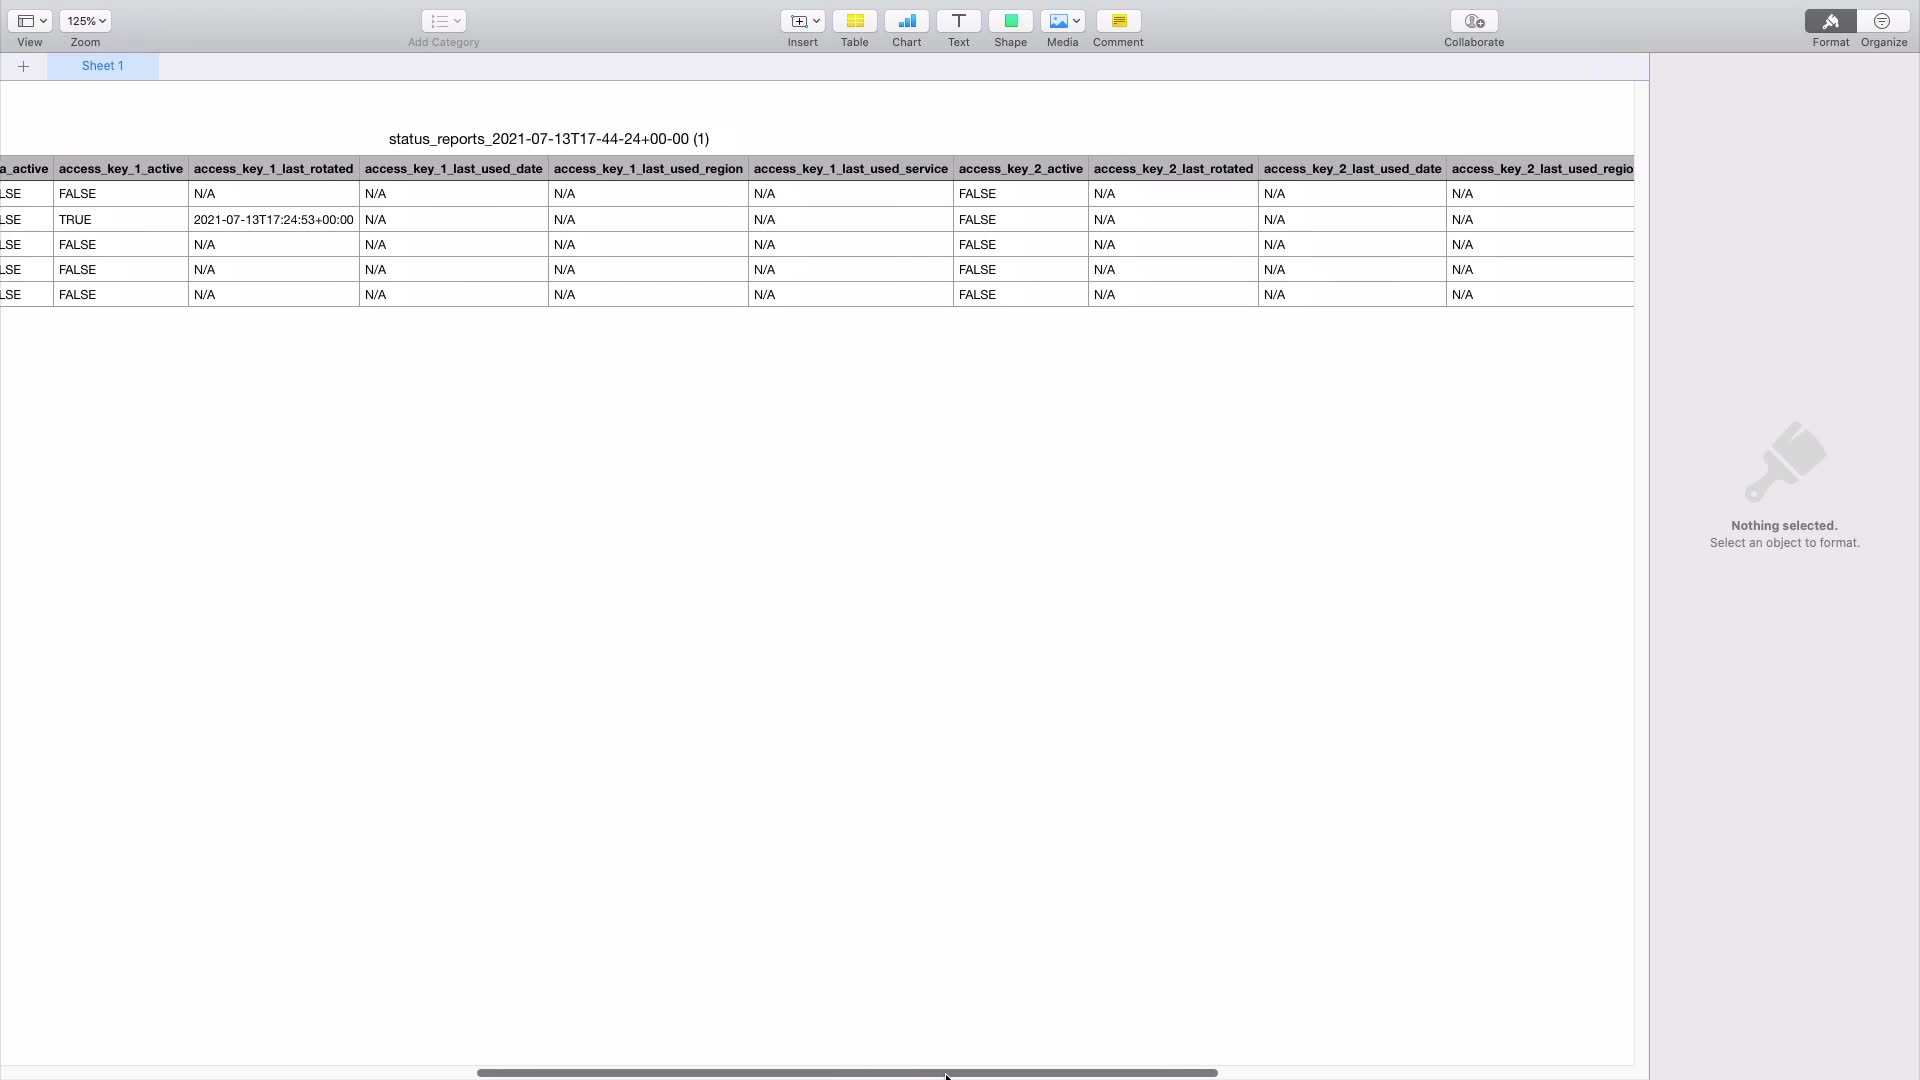 125%
View Zoom Add Category Insert Table Chart Text Shape Media Comment Collaborate Format Organize
Sheet 1
status_reports_2021-07-13T17-44-24+00-00 (1)
a_active access_key_1_active access_key_1_last_rotated access_key_1_last_used_date access_key_1_last_used_region access_key_1_last_used_service access_key_2_active access_key_2_last_rotated access_key_2_last_used_date access_key_2_last_used_regio
LSE FALSE N/A N/A N/A N/A FALSE N/A N/A N/A
LSE TRUE 2021-07-13T17:24:53+00:00 N/A N/A N/A FALSE N/A N/A N/A
LSE FALSE N/A N/A N/A N/A FALSE N/A N/A N/A
LSE FALSE N/A N/A N/A N/A FALSE N/A N/A N/A
LSE FALSE N/A N/A N/A N/A FALSE N/A N/A N/A
Nothing selected.
Select an object to format.